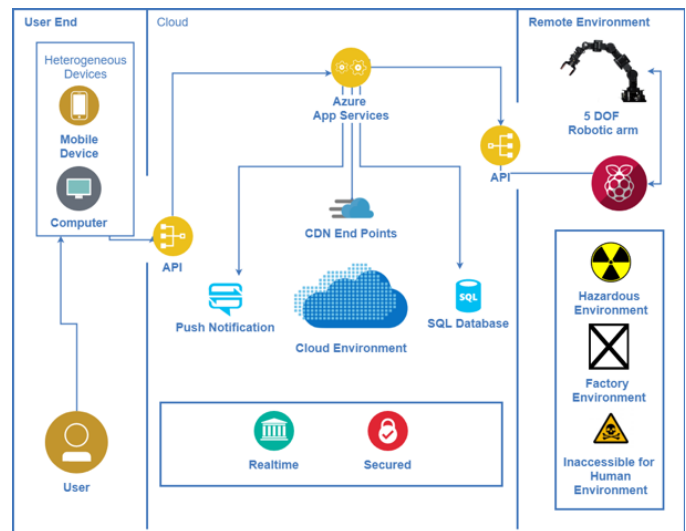 User End
Cloud
Remote Environment
Heterogeneous
Devices
Mobile
Device
Computer
API
User
Azure
App Services
CDN End Points
Push Notification
Cloud Environment
SQL
SQL Database
Realtime
Secured
API
5 DOF
Robotic arm
Hazardous
Environment
Factory
Environment
Inaccessible for
Human
Environment